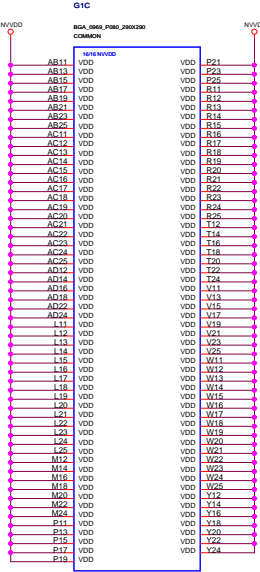 G1C
BGA_0969_P080_290X290
COMMON
NVVDD
NVVD
16/16 NVVDD
AB11 VDD VDD P21
AB13 VDD VDD P23
AB15 VDD VDD P25
AB17 VDD VDD R11
AB19 VDD VDD R12
AB21 VDD VDD R13
AB23 VDD VDD R14
AB25 VDD VDD R15
AC11 VDD VDD R16
AC12 VDD VDD R17
AC13 VDD VDD R18
AC14 VDD VDD R19
AC15 VDD VDD R20
AC16 VDD VDD R21
AC17 VDD VDD R22
AC18 VDD VDD R23
AC19 VDD VDD R24
AC20 VDD VDD R25
AC21 VDD VDD T12
AC22 VDD VDD T14
AC23 VDD VDD T16
AC24 VDD VDD T18
AC25 VDD VDD T20
AD12 VDD VDD T22
AD14 VDD VDD T24
AD16 VDD VDD V11
AD18 VDD VDD V13
AD22 VDD VDD V15
AD24 VDD VDD V17
L11 VDD VDD V19
L12 VDD VDD V21
L13 VDD VDD V23
L14 VDD VDD V25
L15 VDD VDD W11
L16 VDD VDD W12
L17 VDD VDD W13
L18 VDD VDD W14
L19 VDD VDD W15
L20 VDD VDD W16
L21 VDD VDD W17
L22 VDD VDD W18
L23 VDD VDD W19
L24 VDD VDD W20
L25 VDD VDD W21
M12 VDD VDD W22
M14 VDD VDD W23
M16 VDD VDD W24
M18 VDD VDD W25
M20 VDD VDD Y12
M22 VDD VDD Y14
M24 VDD VDD Y16
P11 VDD VDD Y18
P13 VDD VDD Y20
P15 VDD VDD Y22
P17 VDD VDD Y24
P19 VDD